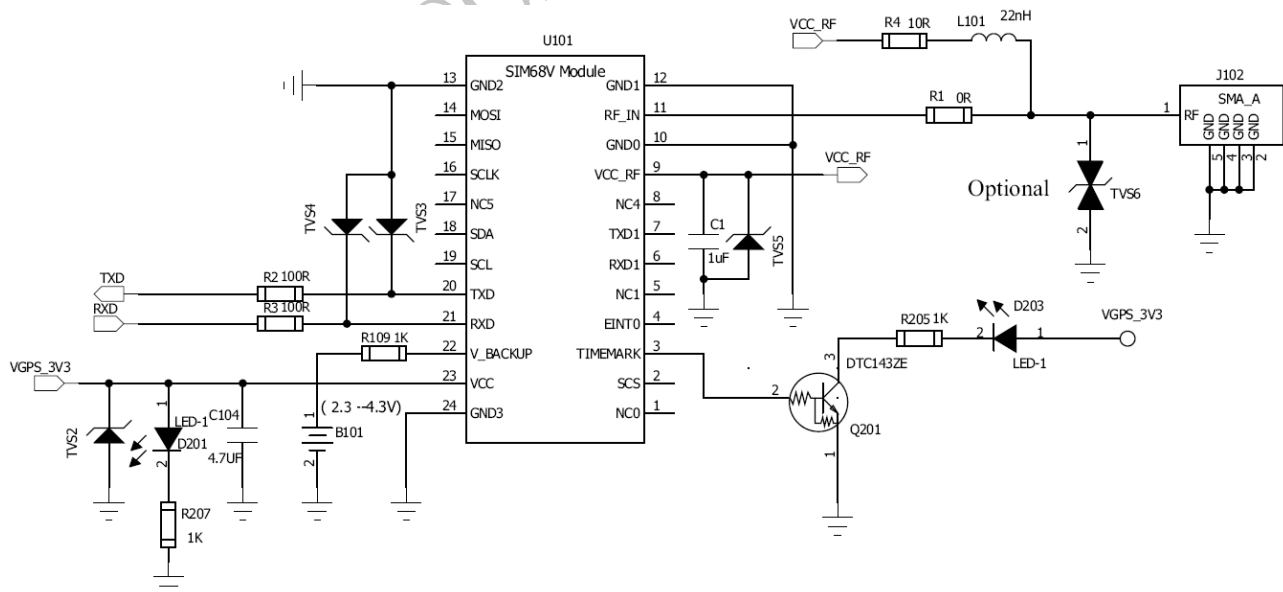 U101
SIM68V Module
13 GND2
14 MOSI
15 MISO
16 SCLK
17 NC5
18 SDA
19 SCL
20 TXD
21 RXD
22 V_BACKUP
23 VCC
24 GND3
GND1 12
RF_IN 11
GND0 10
VCC_RF 9
NC4 8
TXD1 7
RXD1 6
NC1 5
EINT0 4
TIMEMARK 3
SCS 2
NC0 1
TVS4
TVS3
TXD
R2 100R
RXD
R3 100R
R109 1K
VGPS_3V3
TVS2
1
LED-1
D201
2
C104
4.7UF
R207
1K
( 2.3 --4.3V)
1
B101
2
VCC_RF
R4 10R
L101
22nH
R1 0R
VCC_RF
C1
1uF
TVS5
Optional
1
TVS6
2
J102
SMA_A
1 RF
GND
GND
GND
GND
5
4
3
2
D203
R205 1K
2
1
LED-1
VGPS_3V3
3
DTC143ZE
2
Q201
1